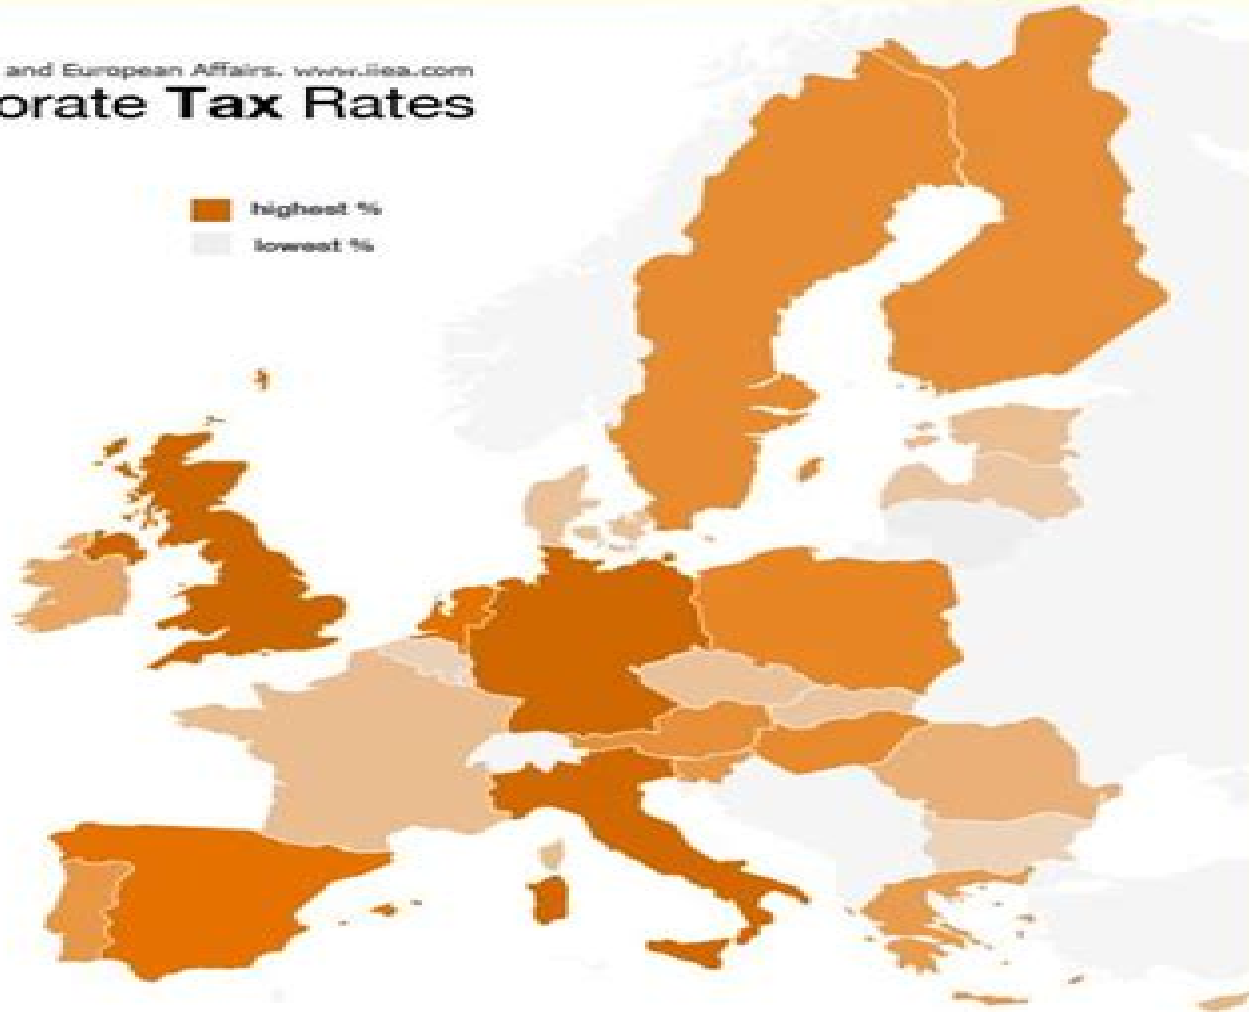 and European Affairs. www.iiea.com
orate Tax Rates
highest %
lowest %